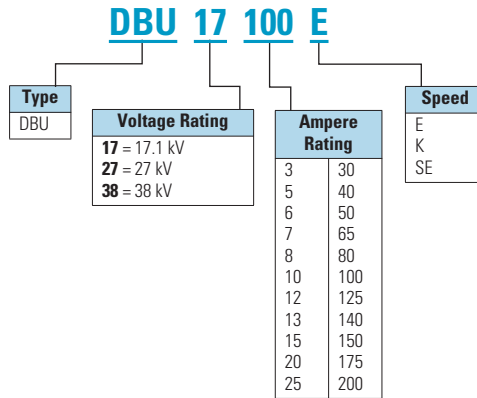 DBU 17 100 E
Type
DBU
Voltage Rating
17 = 17.1 kV
27 = 27 kV
38 = 38 kV
Ampere
Rating
3 30
5 40
6 50
7 65
8 80
10 100
12 125
13 140
15 150
20 175
25 200
Speed
E
K
SE